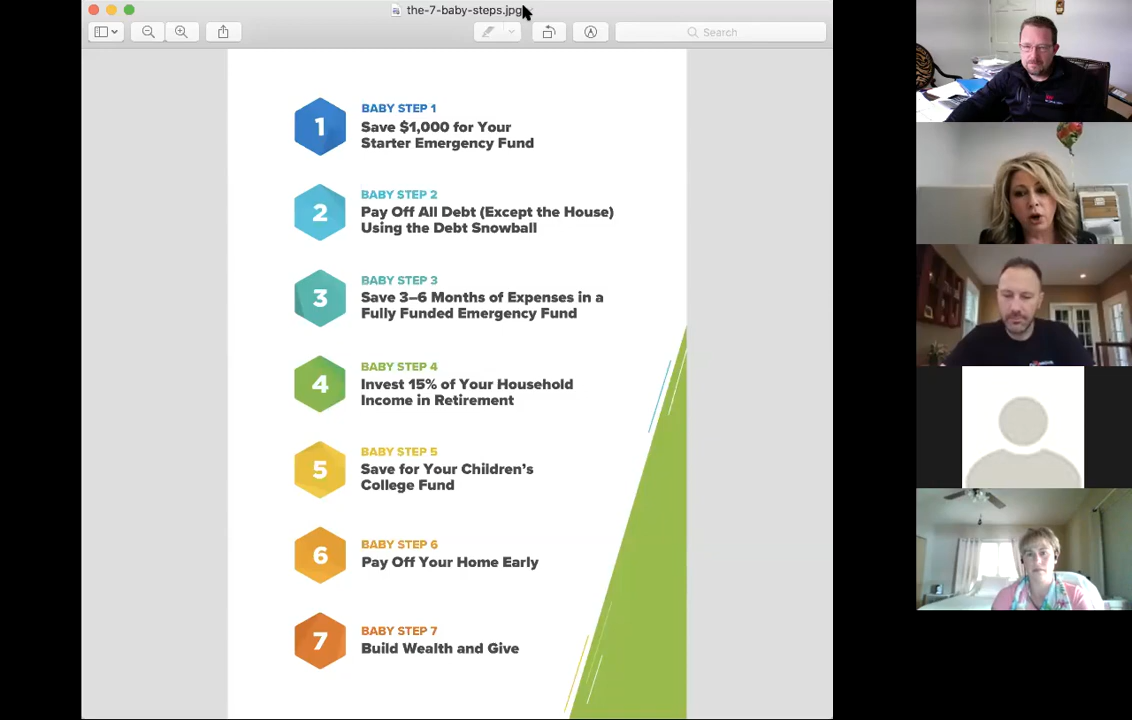 the-7-baby-steps.jpg
Search
1
BABY STEP 1
Save $1,000 for Your
Starter Emergency Fund
2
BABY STEP 2
Pay Off All Debt (Except the House)
Using the Debt Snowball
3
BABY STEP 3
Save 3–6 Months of Expenses in a
Fully Funded Emergency Fund
4
BABY STEP 4
Invest 15% of Your Household
Income in Retirement
5
BABY STEP 5
Save for Your Children's
College Fund
6
BABY STEP 6
Pay Off Your Home Early
7
BABY STEP 7
Build Wealth and Give